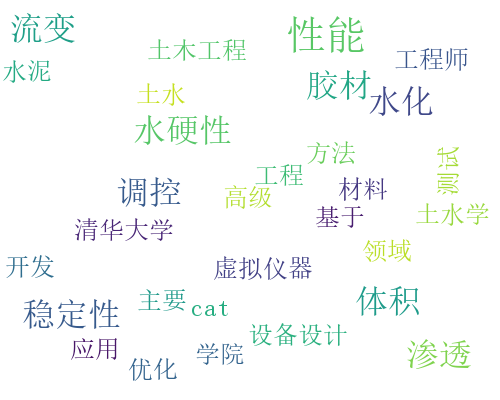 流变
性能
土木工程
工程师
水泥
胶材
土水
水化
水硬性
方法
测试
工程
调控
材料
高级
基于
土水学
清华大学
领域
开发
虚拟仪器
主要
体积
cat
稳定性
设备设计
应用
学院
渗透
优化